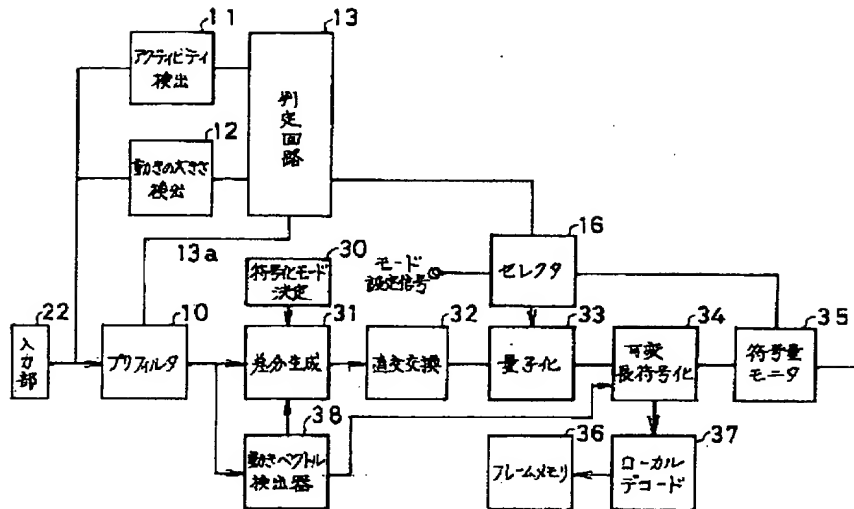 11
アクティビティ
検出
12
動きの大きさ
検出
13
判定回路
13a
30
符号化モード
決定
モード
設定信号
16
セレクタ
22
入力部
10
プリフィルタ
31
差分生成
32
直交変換
33
量子化
34
可変
長符号化
35
符号量
モニタ
38
動きベクトル
検出器
36
フレームメモリ
37
ローカル
デコード